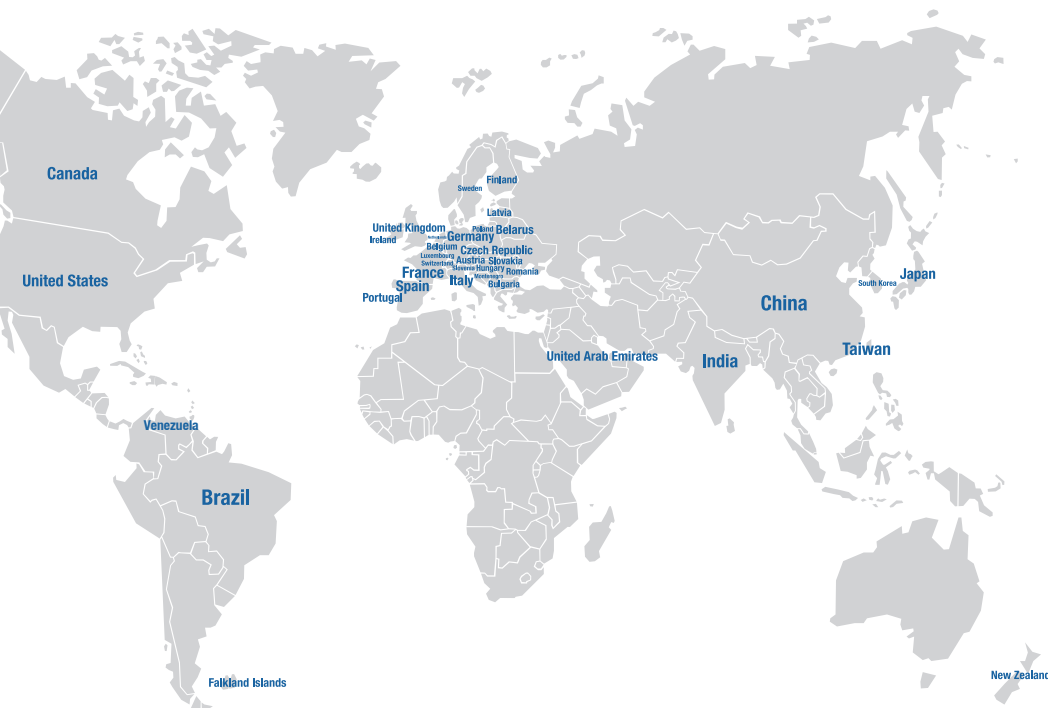 Canada
Finland
Sweden
Latvia
United Kingdom
Poland
Belarus
Germany
Ireland
Belgium
Czech Republic
Luxembourg
Austria
Slovakia
Switzerland
Slovenia
Hungary
Romania
France
Montenegro
United States
Italy
Spain
Bulgaria
Portugal
Japan
South Korea
China
Taiwan
United Arab Emirates
India
Venezuela
Brazil
Falkland Islands
New Zealand